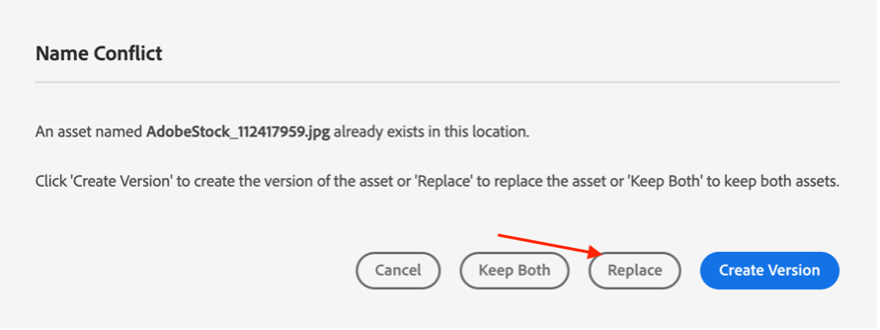 Name Conflict
An asset named AdobeStock_112417959.jpg already exists in this location.
Click 'Create Version' to create the version of the asset or 'Replace' to replace the asset or 'Keep Both' to keep both assets.
Cancel Keep Both Replace Create Version